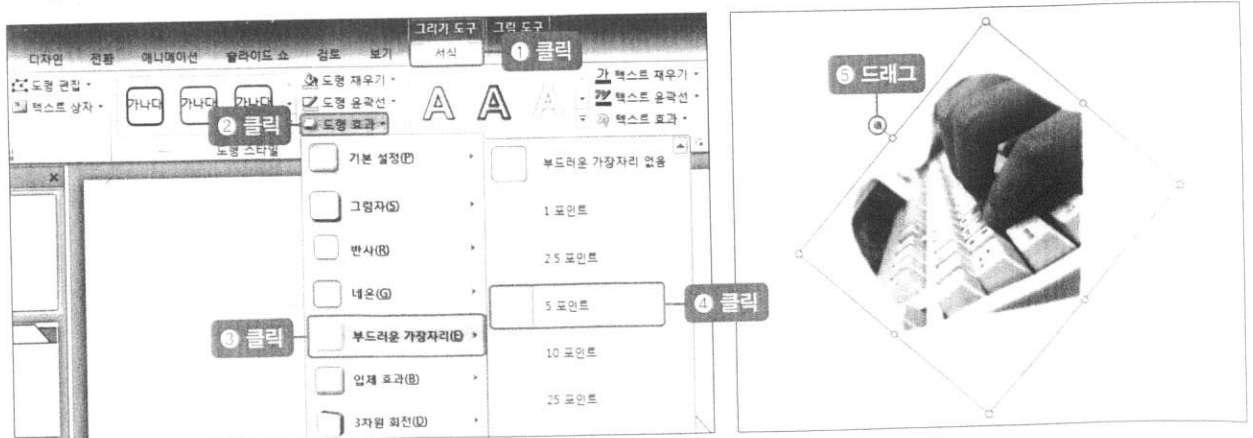 그리기 도구 그림 도구
디자인 전환 애니메이션 슬라이드 쇼 검토 보기 서식
① 클릭
도형 편집
텍스트 상자
가나다 가나다 가나다
도형 채우기
도형 윤곽선
도형 효과
② 클릭
도형 스타일
A A A
가 텍스트 채우기
텍스트 윤곽선
텍스트 효과
기본 설정(P)
그림자(S)
반사(R)
네온(G)
부드러운 가장자리(E)
③ 클릭
입체 효과(B)
3차원 회전(D)
부드러운 가장자리 없음
1 포인트
2.5 포인트
5 포인트
④ 클릭
10 포인트
25 포인트
⑤ 드래그